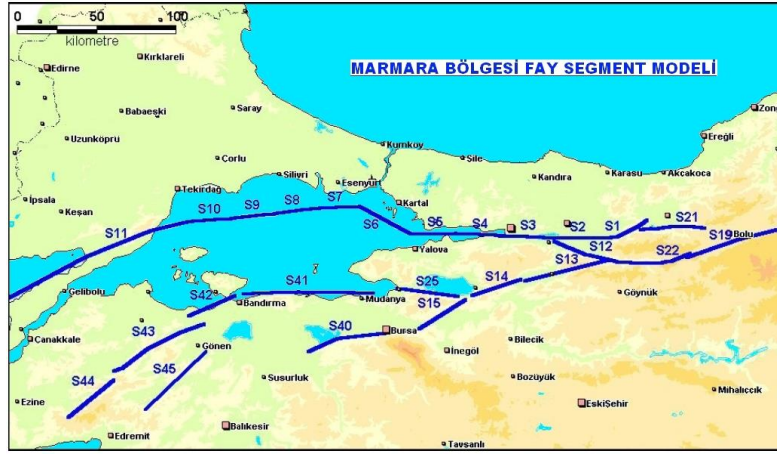 0 50 100
kilometre
MARMARA BÖLGESİ FAY SEGMENT MODELİ
Kırklareli
Edirne
Zong
Babaeski
Saray
Ereğli
Uzunköprü
Kumköy
Çorlu
Şile
Silivri
Esenyurt
Kandıra
Karasu
Akçakoca
Tekirdağ
İpsala
Keşan
Kartal
S10
S9
S8
S7
S6
S5
S4
S3
S2
S1
S21
S11
Yalova
S12
S22
S19
Bolu
S13
Gelibolu
S42
S41
S25
S14
Göynük
Bandırma
Mudanya
S15
S43
S40
Bursa
Çanakkale
Gönen
Bilecik
İnegöl
S45
S44
Susurluk
Bozüyük
Mihalıççık
Ezine
EskiŞehir
Edremit
Balıkesir
Tavşanlı